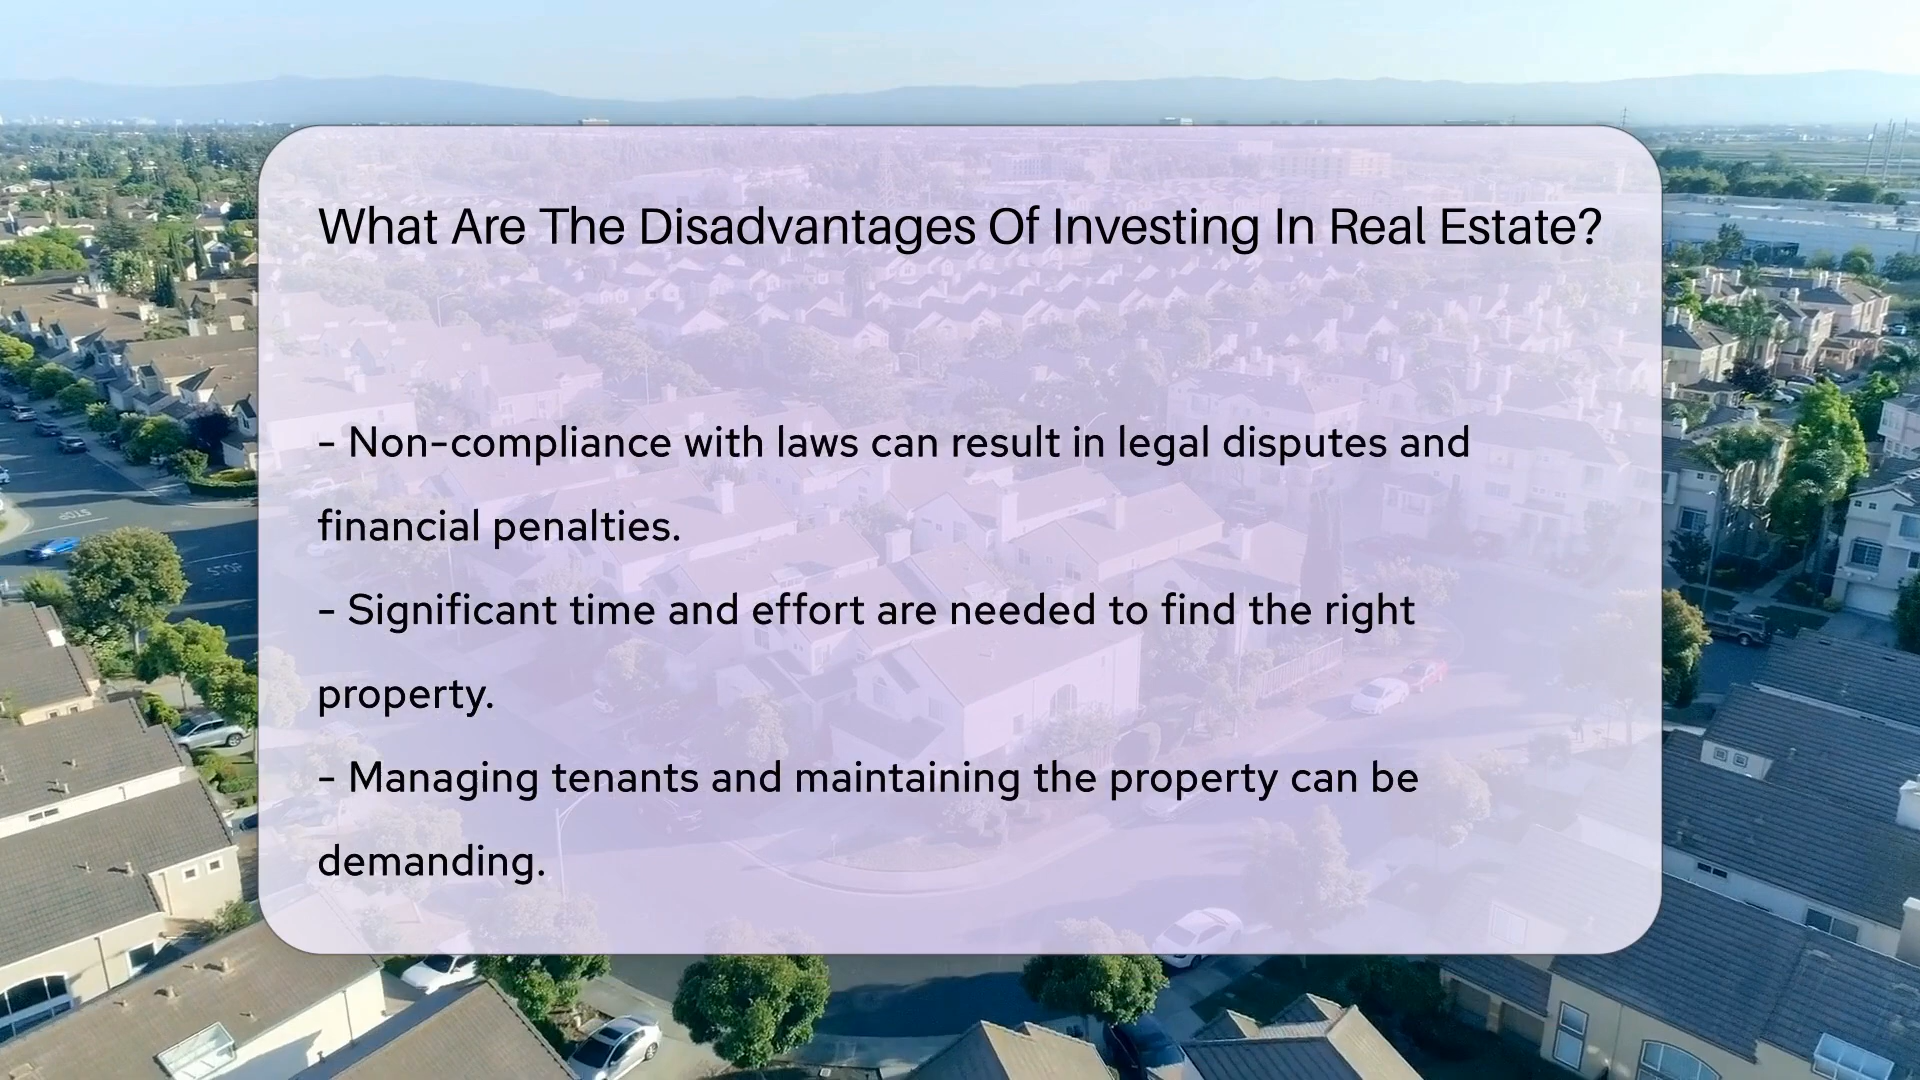 What Are The Disadvantages Of Investing In Real Estate?
- Non-compliance with laws can result in legal disputes and
financial penalties.
- Significant time and effort are needed to find the right
property.
- Managing tenants and maintaining the property can be
demanding.
STOP
STOP